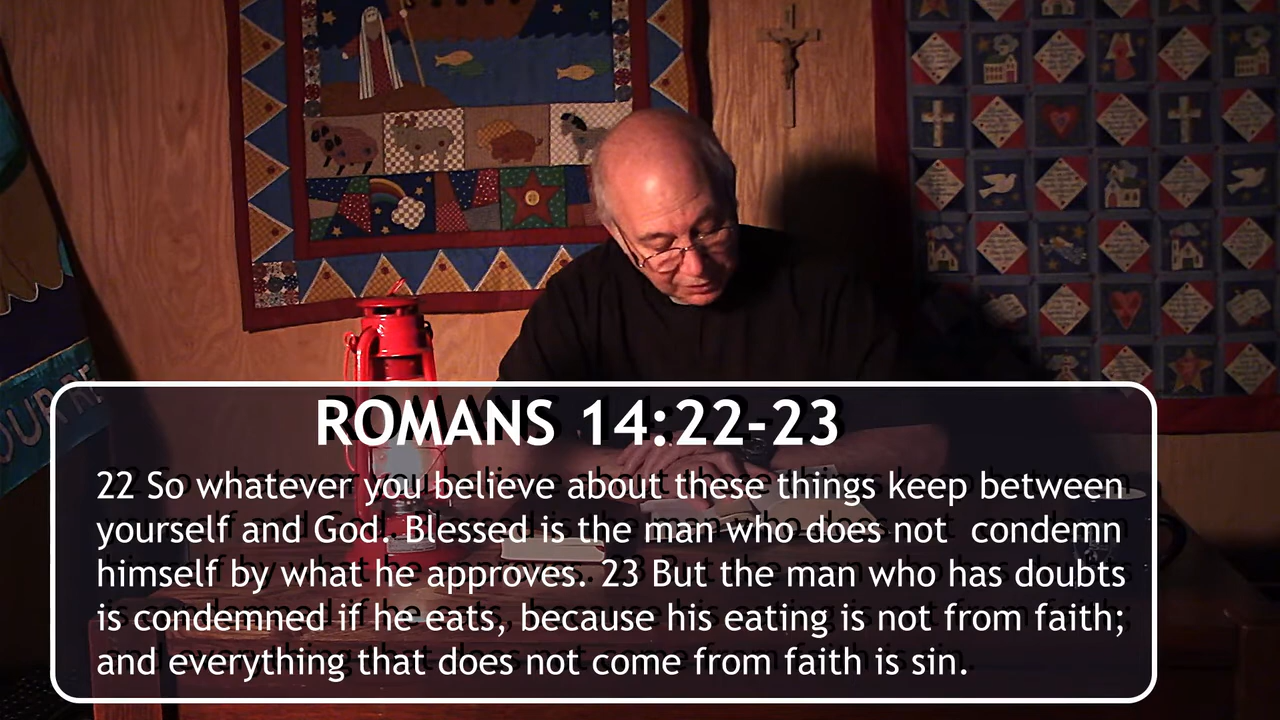 ROMANS 14:22-23
22 So whatever you believe about these things keep between
yourself and God. Blessed is the man who does not  condemn
himself by what he approves. 23 But the man who has doubts
is condemned if he eats, because his eating is not from faith;
and everything that does not come from faith is sin.
OUR RE